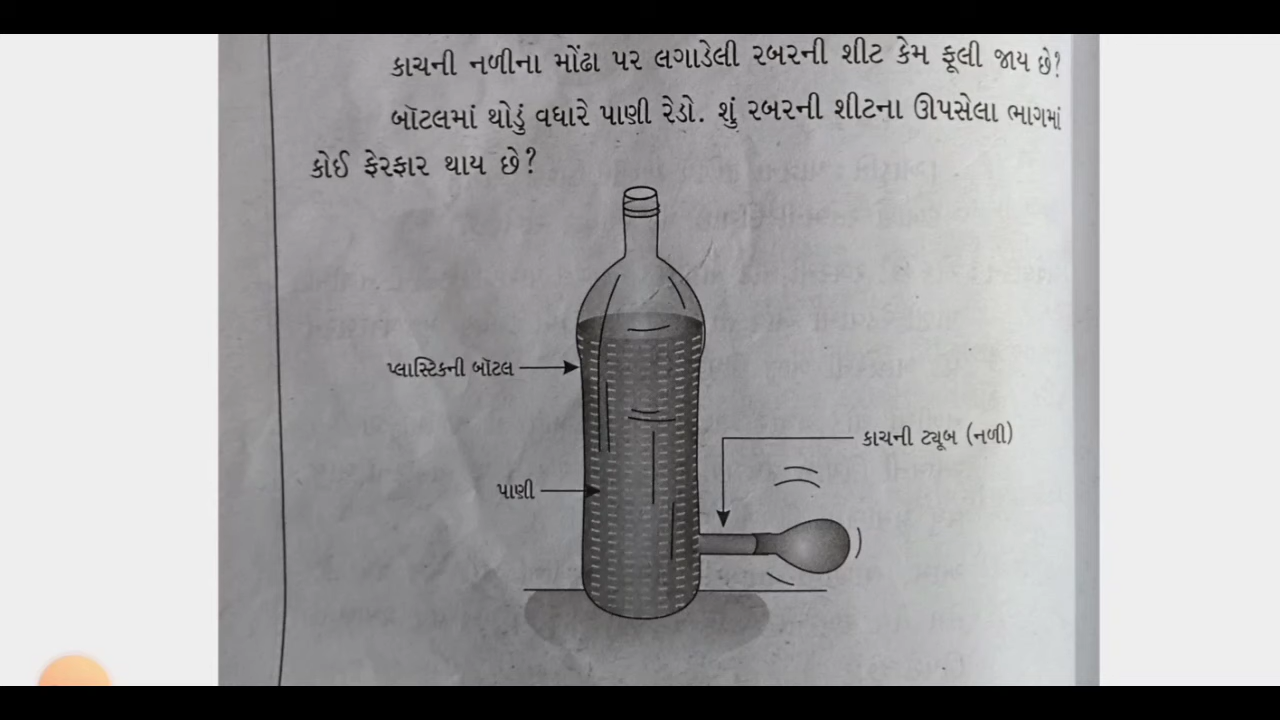 કાચની નળીના મોંઢા પર લગાડેલી રબરની શીટ કેમ ફૂલી જાય છે?
બૉટલમાં થોડું વધારે પાણી રેડો. શું રબરની શીટના ઊપસેલા ભાગમાં
કોઈ ફેરફાર થાય છે?
પ્લાસ્ટિકની બૉટલ
કાચની ટ્યૂબ (નળી)
પાણી